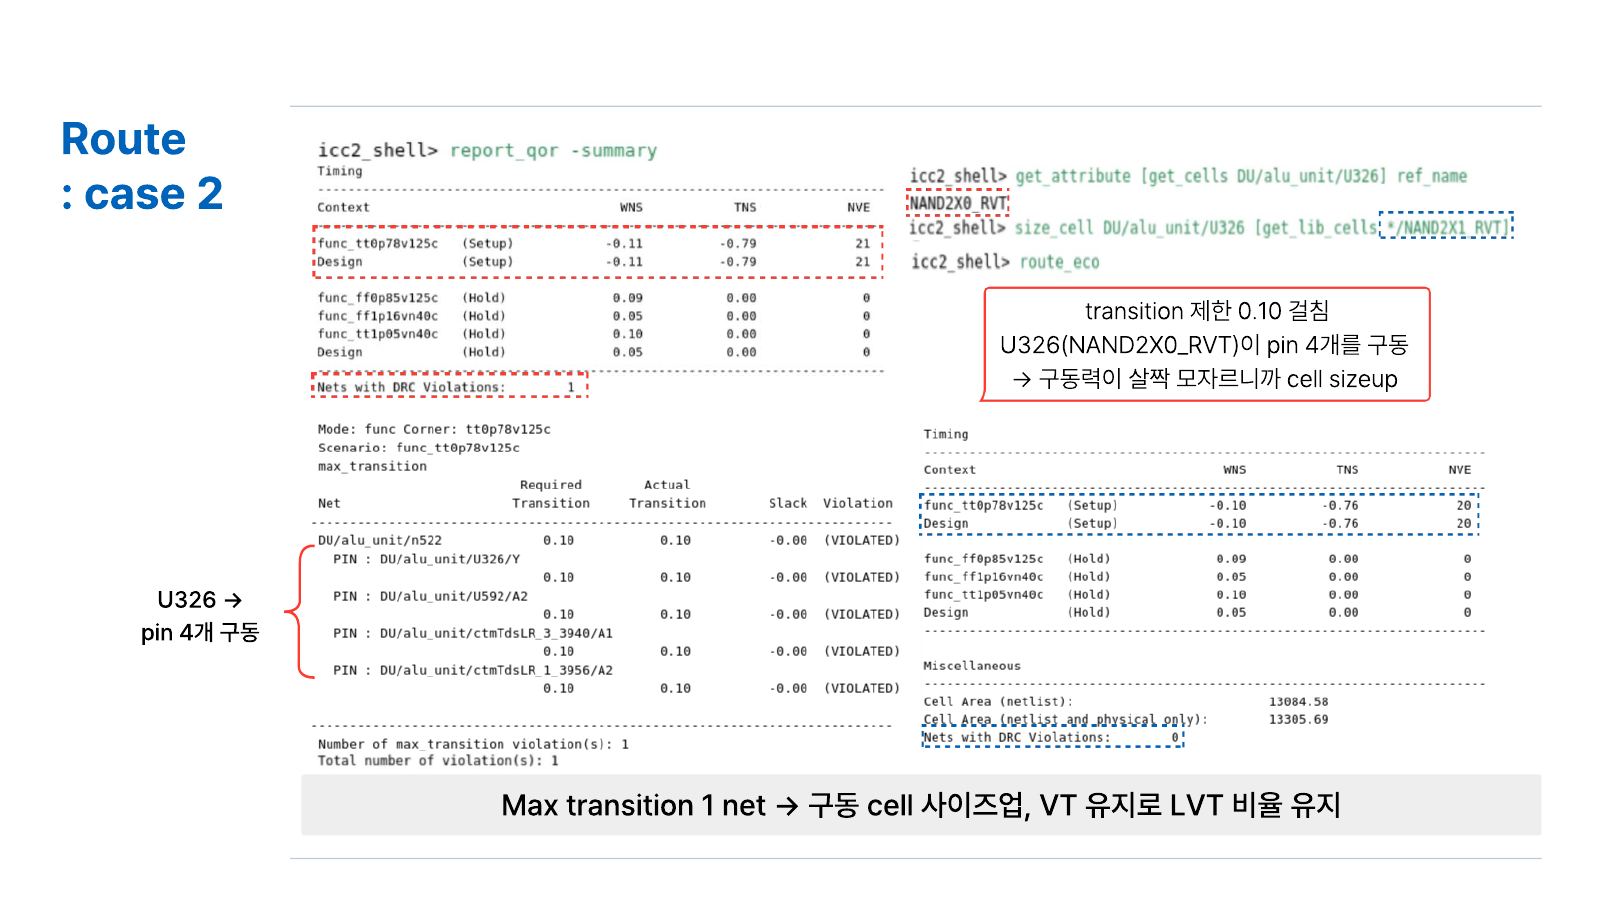 Route
: case 2
icc2_shell> report_qor -summary
Timing
Context WNS TNS NVE
func_tt0p78v125c (Setup) -0.11 -0.79 21
Design (Setup) -0.11 -0.79 21
func_ff0p85v125c (Hold) 0.09 0.00 0
func_ff1p16vn40c (Hold) 0.05 0.00 0
func_tt1p05vn40c (Hold) 0.10 0.00 0
Design (Hold) 0.05 0.00 0
Nets with DRC Violations: 1
Mode: func Corner: tt0p78v125c
Scenario: func_tt0p78v125c
max_transition
Required Actual
Net Transition Transition Slack Violation
DU/alu_unit/n522 0.10 0.10 -0.00 (VIOLATED)
PIN : DU/alu_unit/U326/Y
0.10 0.10 -0.00 (VIOLATED)
PIN : DU/alu_unit/U592/A2
0.10 0.10 -0.00 (VIOLATED)
PIN : DU/alu_unit/ctmTdsLR_3_3940/A1
0.10 0.10 -0.00 (VIOLATED)
PIN : DU/alu_unit/ctmTdsLR_1_3956/A2
0.10 0.10 -0.00 (VIOLATED)
Number of max_transition violation(s): 1
Total number of violation(s): 1
U326 →
pin 4개 구동
icc2_shell> get_attribute [get_cells DU/alu_unit/U326] ref_name
NAND2X0_RVT
icc2_shell> size_cell DU/alu_unit/U326 [get_lib_cells */NAND2X1_RVT]
icc2_shell> route_eco
transition 제한 0.10 걸침
U326(NAND2X0_RVT)이 pin 4개를 구동
→ 구동력이 살짝 모자르니까 cell sizeup
Timing
Context WNS TNS NVE
func_tt0p78v125c (Setup) -0.10 -0.76 20
Design (Setup) -0.10 -0.76 20
func_ff0p85v125c (Hold) 0.09 0.00 0
func_ff1p16vn40c (Hold) 0.05 0.00 0
func_tt1p05vn40c (Hold) 0.10 0.00 0
Design (Hold) 0.05 0.00 0
Miscellaneous
Cell Area (netlist): 13084.58
Cell Area (netlist and physical only): 13305.69
Nets with DRC Violations: 0
Max transition 1 net → 구동 cell 사이즈업, VT 유지로 LVT 비율 유지